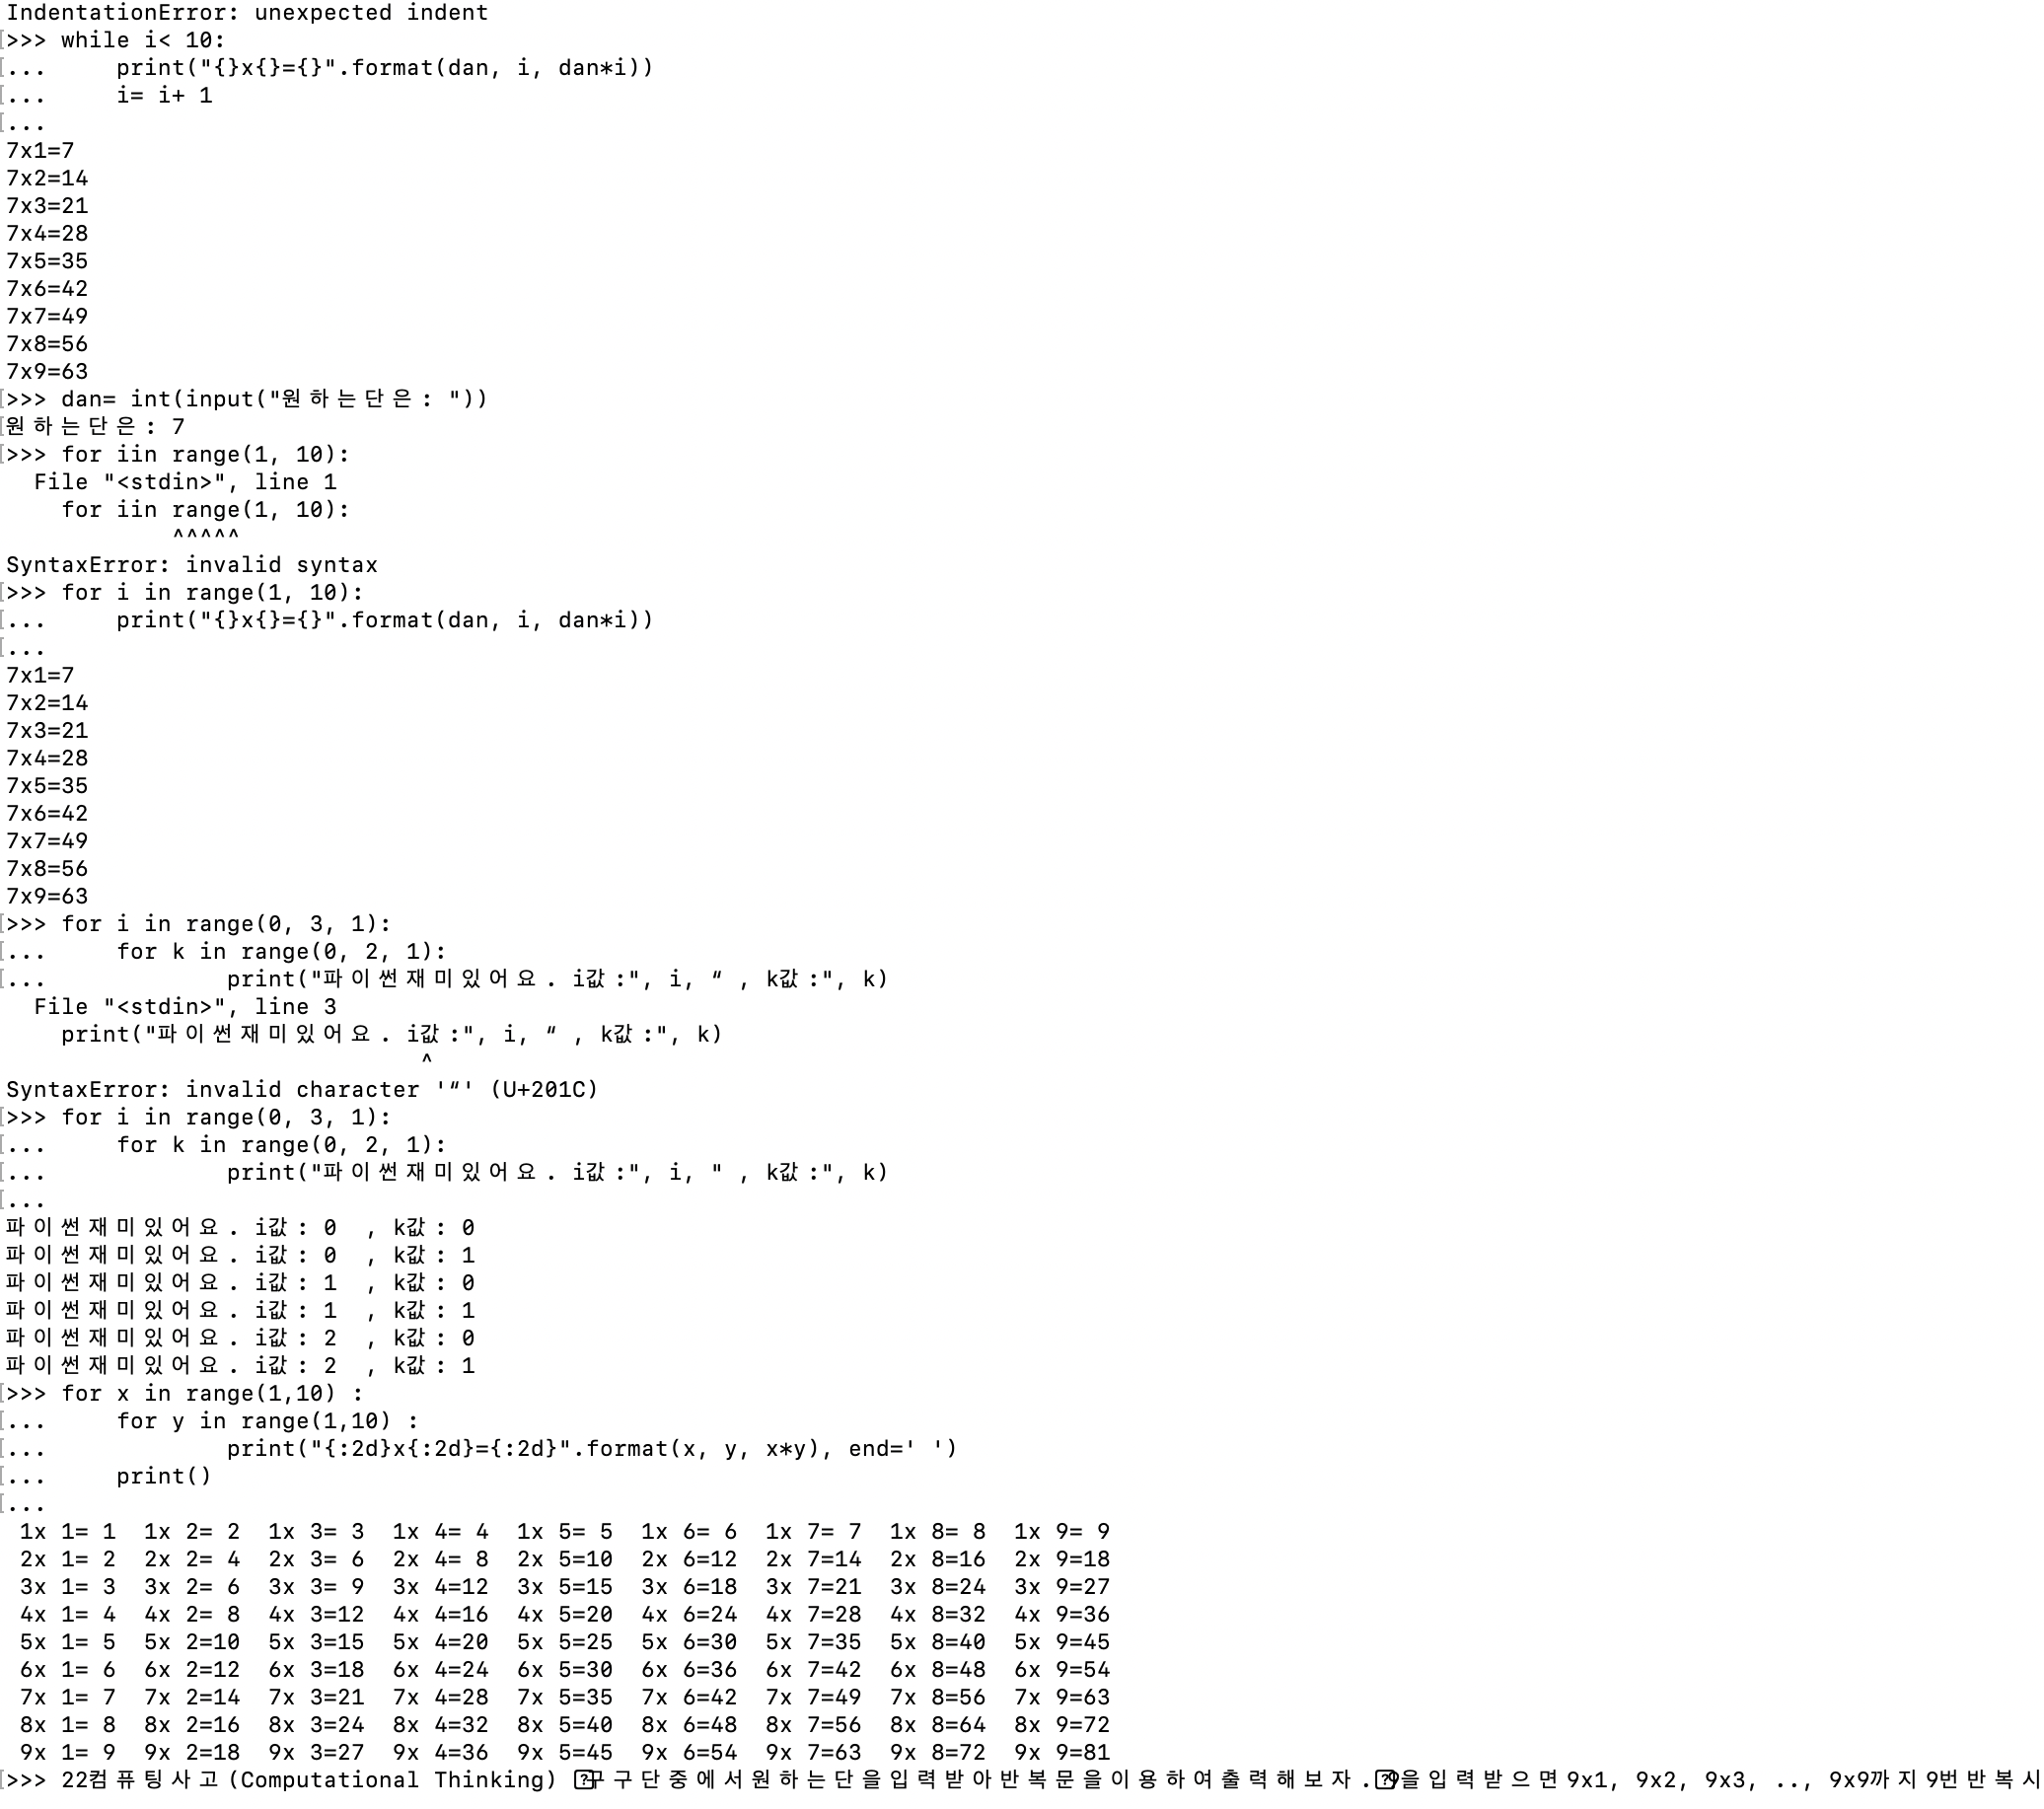 IndentationError: unexpected indent
>>> while i< 10:
...     print("{}x{}={}".format(dan, i, dan*i))
...     i= i+ 1
...
7x1=7
7x2=14
7x3=21
7x4=28
7x5=35
7x6=42
7x7=49
7x8=56
7x9=63
>>> dan= int(input("원하는단은: "))
원하는단은: 7
>>> for iin range(1, 10):
  File "<stdin>", line 1
    for iin range(1, 10):
            ^^^^^
SyntaxError: invalid syntax
>>> for i in range(1, 10):
...     print("{}x{}={}".format(dan, i, dan*i))
...
7x1=7
7x2=14
7x3=21
7x4=28
7x5=35
7x6=42
7x7=49
7x8=56
7x9=63
>>> for i in range(0, 3, 1):
...     for k in range(0, 2, 1):
...             print("파이썬재미있어요. i값:", i, “ , k값:", k)
  File "<stdin>", line 3
    print("파이썬재미있어요. i값:", i, “ , k값:", k)
                              ^
SyntaxError: invalid character '“' (U+201C)
>>> for i in range(0, 3, 1):
...     for k in range(0, 2, 1):
...             print("파이썬재미있어요. i값:", i, " , k값:", k)
...
파이썬재미있어요. i값: 0  , k값: 0
파이썬재미있어요. i값: 0  , k값: 1
파이썬재미있어요. i값: 1  , k값: 0
파이썬재미있어요. i값: 1  , k값: 1
파이썬재미있어요. i값: 2  , k값: 0
파이썬재미있어요. i값: 2  , k값: 1
>>> for x in range(1,10) :
...     for y in range(1,10) :
...             print("{:2d}x{:2d}={:2d}".format(x, y, x*y), end=' ')
...     print()
...
 1x 1= 1  1x 2= 2  1x 3= 3  1x 4= 4  1x 5= 5  1x 6= 6  1x 7= 7  1x 8= 8  1x 9= 9
 2x 1= 2  2x 2= 4  2x 3= 6  2x 4= 8  2x 5=10  2x 6=12  2x 7=14  2x 8=16  2x 9=18
 3x 1= 3  3x 2= 6  3x 3= 9  3x 4=12  3x 5=15  3x 6=18  3x 7=21  3x 8=24  3x 9=27
 4x 1= 4  4x 2= 8  4x 3=12  4x 4=16  4x 5=20  4x 6=24  4x 7=28  4x 8=32  4x 9=36
 5x 1= 5  5x 2=10  5x 3=15  5x 4=20  5x 5=25  5x 6=30  5x 7=35  5x 8=40  5x 9=45
 6x 1= 6  6x 2=12  6x 3=18  6x 4=24  6x 5=30  6x 6=36  6x 7=42  6x 8=48  6x 9=54
 7x 1= 7  7x 2=14  7x 3=21  7x 4=28  7x 5=35  7x 6=42  7x 7=49  7x 8=56  7x 9=63
 8x 1= 8  8x 2=16  8x 3=24  8x 4=32  8x 5=40  8x 6=48  8x 7=56  8x 8=64  8x 9=72
 9x 1= 9  9x 2=18  9x 3=27  9x 4=36  9x 5=45  9x 6=54  9x 7=63  9x 8=72  9x 9=81
>>> 22컴퓨팅사고(Computational Thinking) 구구단중에서원하는단을입력받아반복문을이용하여출력해보자.9을입력받으면9x1, 9x2, 9x3, .., 9x9까지9번반복시